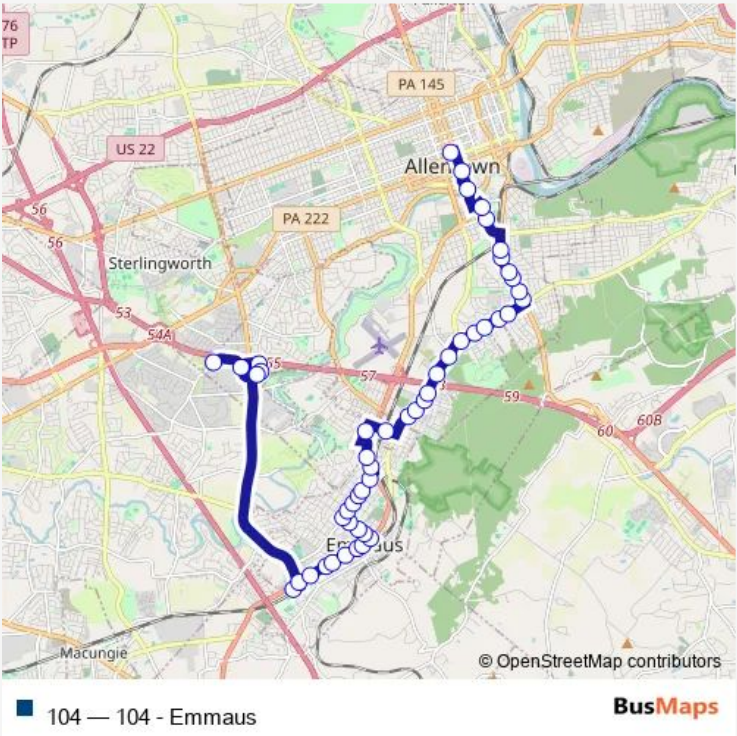 76
TP
PA 145
US 22
Allentown
56
56
PA 222
Sterlingworth
53
54A
55
57
59
60B
60
Emmaus
Macungie
© OpenStreetMap contributors
104 — 104 - Emmaus
BusMaps